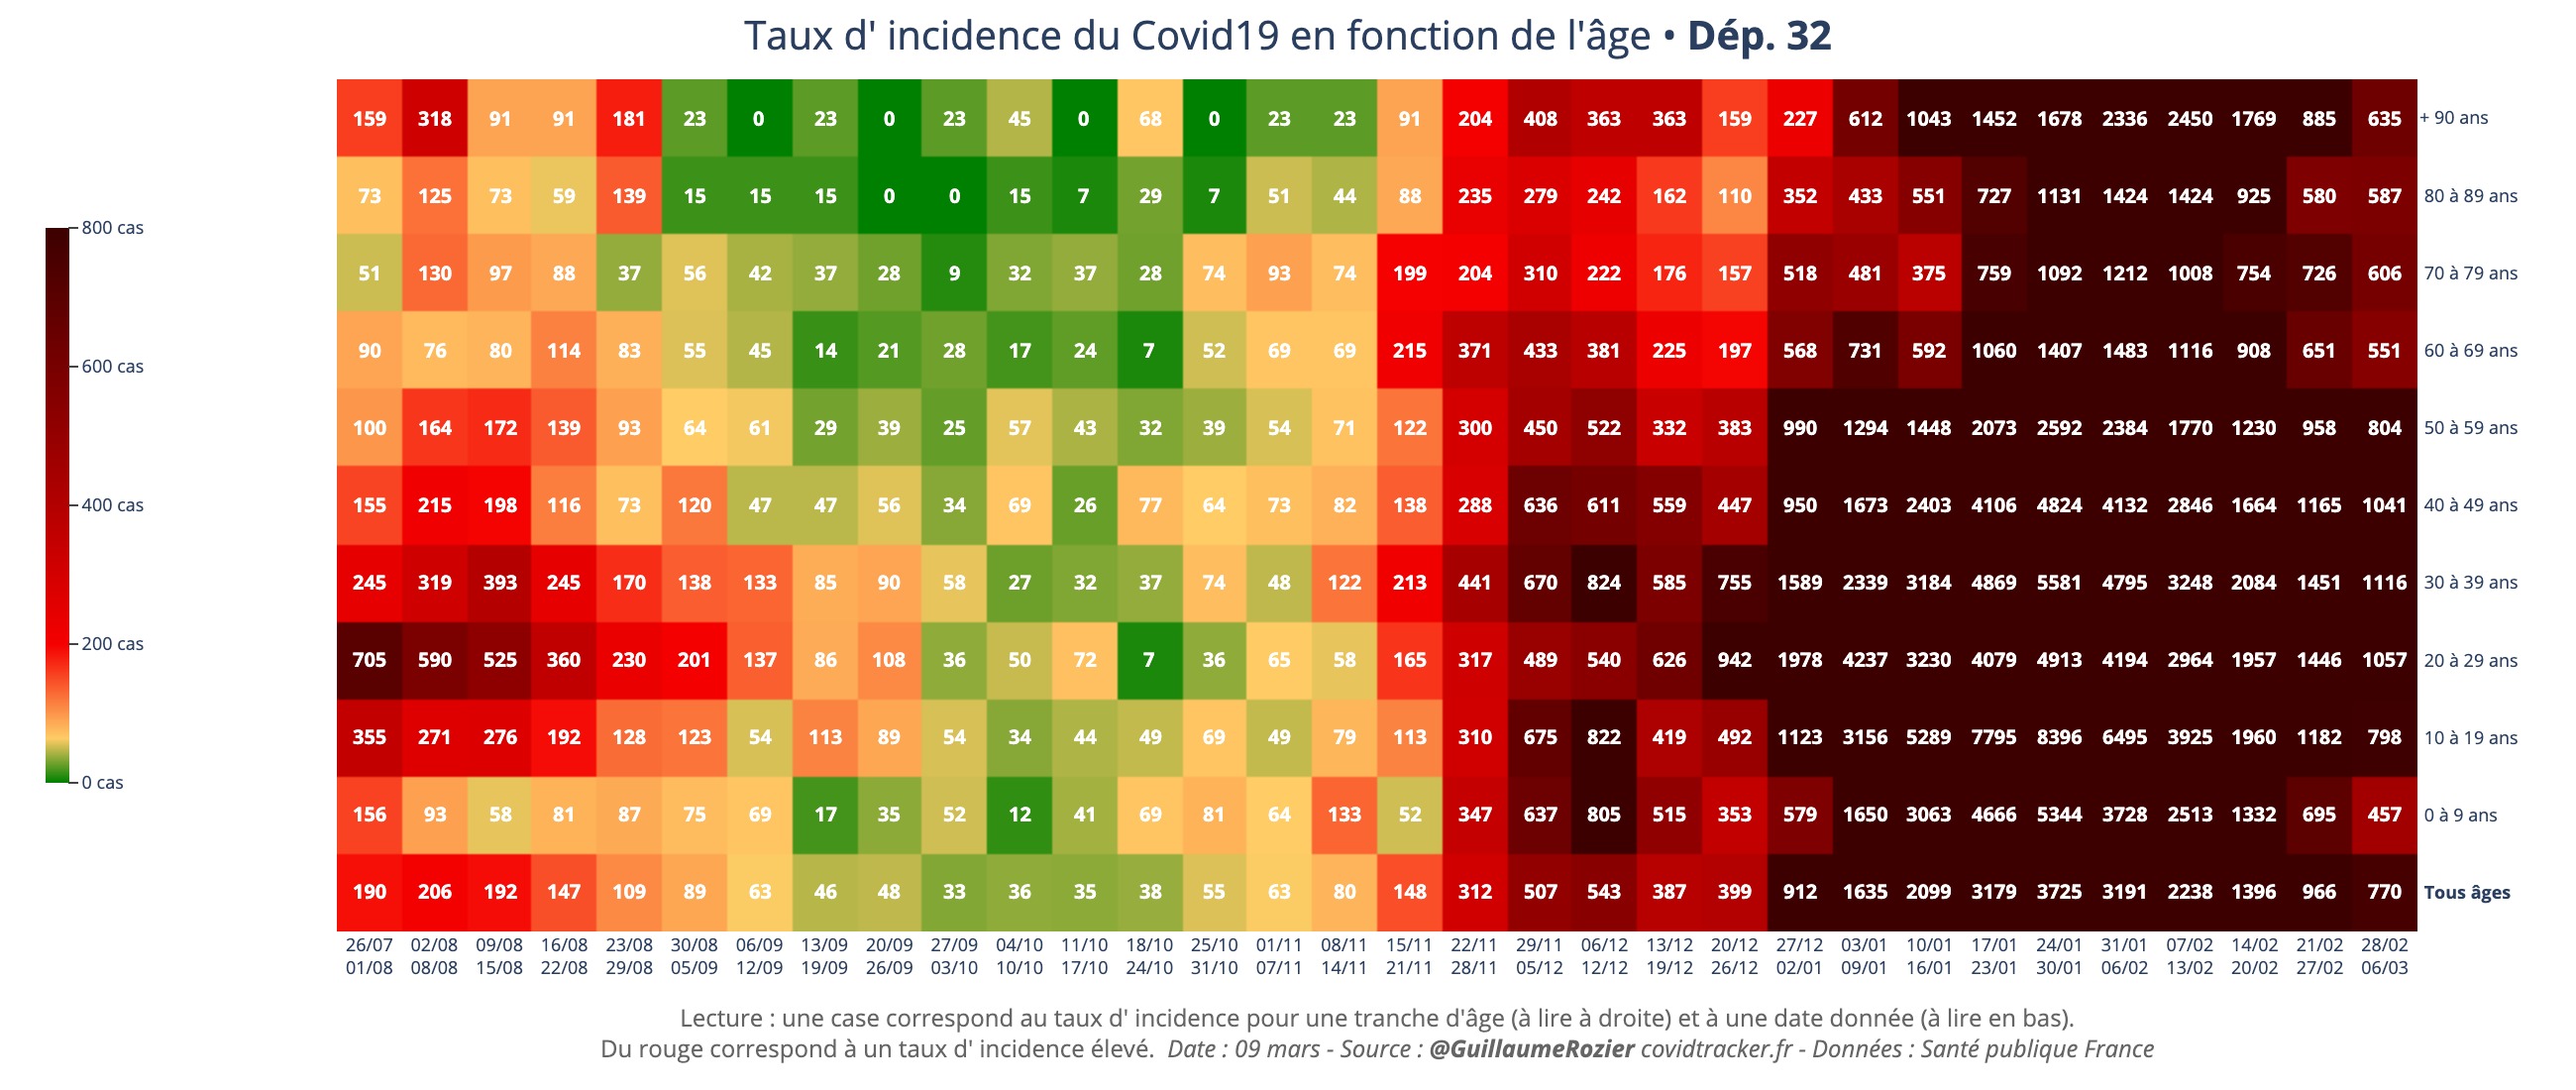 Taux d' incidence du Covid19 en fonction de l'âge • Dép. 32
800 cas
600 cas
400 cas
200 cas
0 cas
159 318 91 91 181 23 0 23 0 23 45 0 68 0 23 23 91 204 408 363 363 159 227 612 1043 1452 1678 2336 2450 1769 885 635 + 90 ans
73 125 73 59 139 15 15 15 0 0 15 7 29 7 51 44 88 235 279 242 162 110 352 433 551 727 1131 1424 1424 925 580 587 80 à 89 ans
51 130 97 88 37 56 42 37 28 9 32 37 28 74 93 74 199 204 310 222 176 157 518 481 375 759 1092 1212 1008 754 726 606 70 à 79 ans
90 76 80 114 83 55 45 14 21 28 17 24 7 52 69 69 215 371 433 381 225 197 568 731 592 1060 1407 1483 1116 908 651 551 60 à 69 ans
100 164 172 139 93 64 61 29 39 25 57 43 32 39 54 71 122 300 450 522 332 383 990 1294 1448 2073 2592 2384 1770 1230 958 804 50 à 59 ans
155 215 198 116 73 120 47 47 56 34 69 26 77 64 73 82 138 288 636 611 559 447 950 1673 2403 4106 4824 4132 2846 1664 1165 1041 40 à 49 ans
245 319 393 245 170 138 133 85 90 58 27 32 37 74 48 122 213 441 670 824 585 755 1589 2339 3184 4869 5581 4795 3248 2084 1451 1116 30 à 39 ans
705 590 525 360 230 201 137 86 108 36 50 72 7 36 65 58 165 317 489 540 626 942 1978 4237 3230 4079 4913 4194 2964 1957 1446 1057 20 à 29 ans
355 271 276 192 128 123 54 113 89 54 34 44 49 69 49 79 113 310 675 822 419 492 1123 3156 5289 7795 8396 6495 3925 1960 1182 798 10 à 19 ans
156 93 58 81 87 75 69 17 35 52 12 41 69 81 64 133 52 347 637 805 515 353 579 1650 3063 4666 5344 3728 2513 1332 695 457 0 à 9 ans
190 206 192 147 109 89 63 46 48 33 36 35 38 55 63 80 148 312 507 543 387 399 912 1635 2099 3179 3725 3191 2238 1396 966 770 Tous âges
26/07 02/08 09/08 16/08 23/08 30/08 06/09 13/09 20/09 27/09 04/10 11/10 18/10 25/10 01/11 08/11 15/11 22/11 29/11 06/12 13/12 20/12 27/12 03/01 10/01 17/01 24/01 31/01 07/02 14/02 21/02 28/02
01/08 08/08 15/08 22/08 29/08 05/09 12/09 19/09 26/09 03/10 10/10 17/10 24/10 31/10 07/11 14/11 21/11 28/11 05/12 12/12 19/12 26/12 02/01 09/01 16/01 23/01 30/01 06/02 13/02 20/02 27/02 06/03
Lecture : une case correspond au taux d' incidence pour une tranche d'âge (à lire à droite) et à une date donnée (à lire en bas).
Du rouge correspond à un taux d' incidence élevé. Date : 09 mars - Source : @GuillaumeRozier covidtracker.fr - Données : Santé publique France